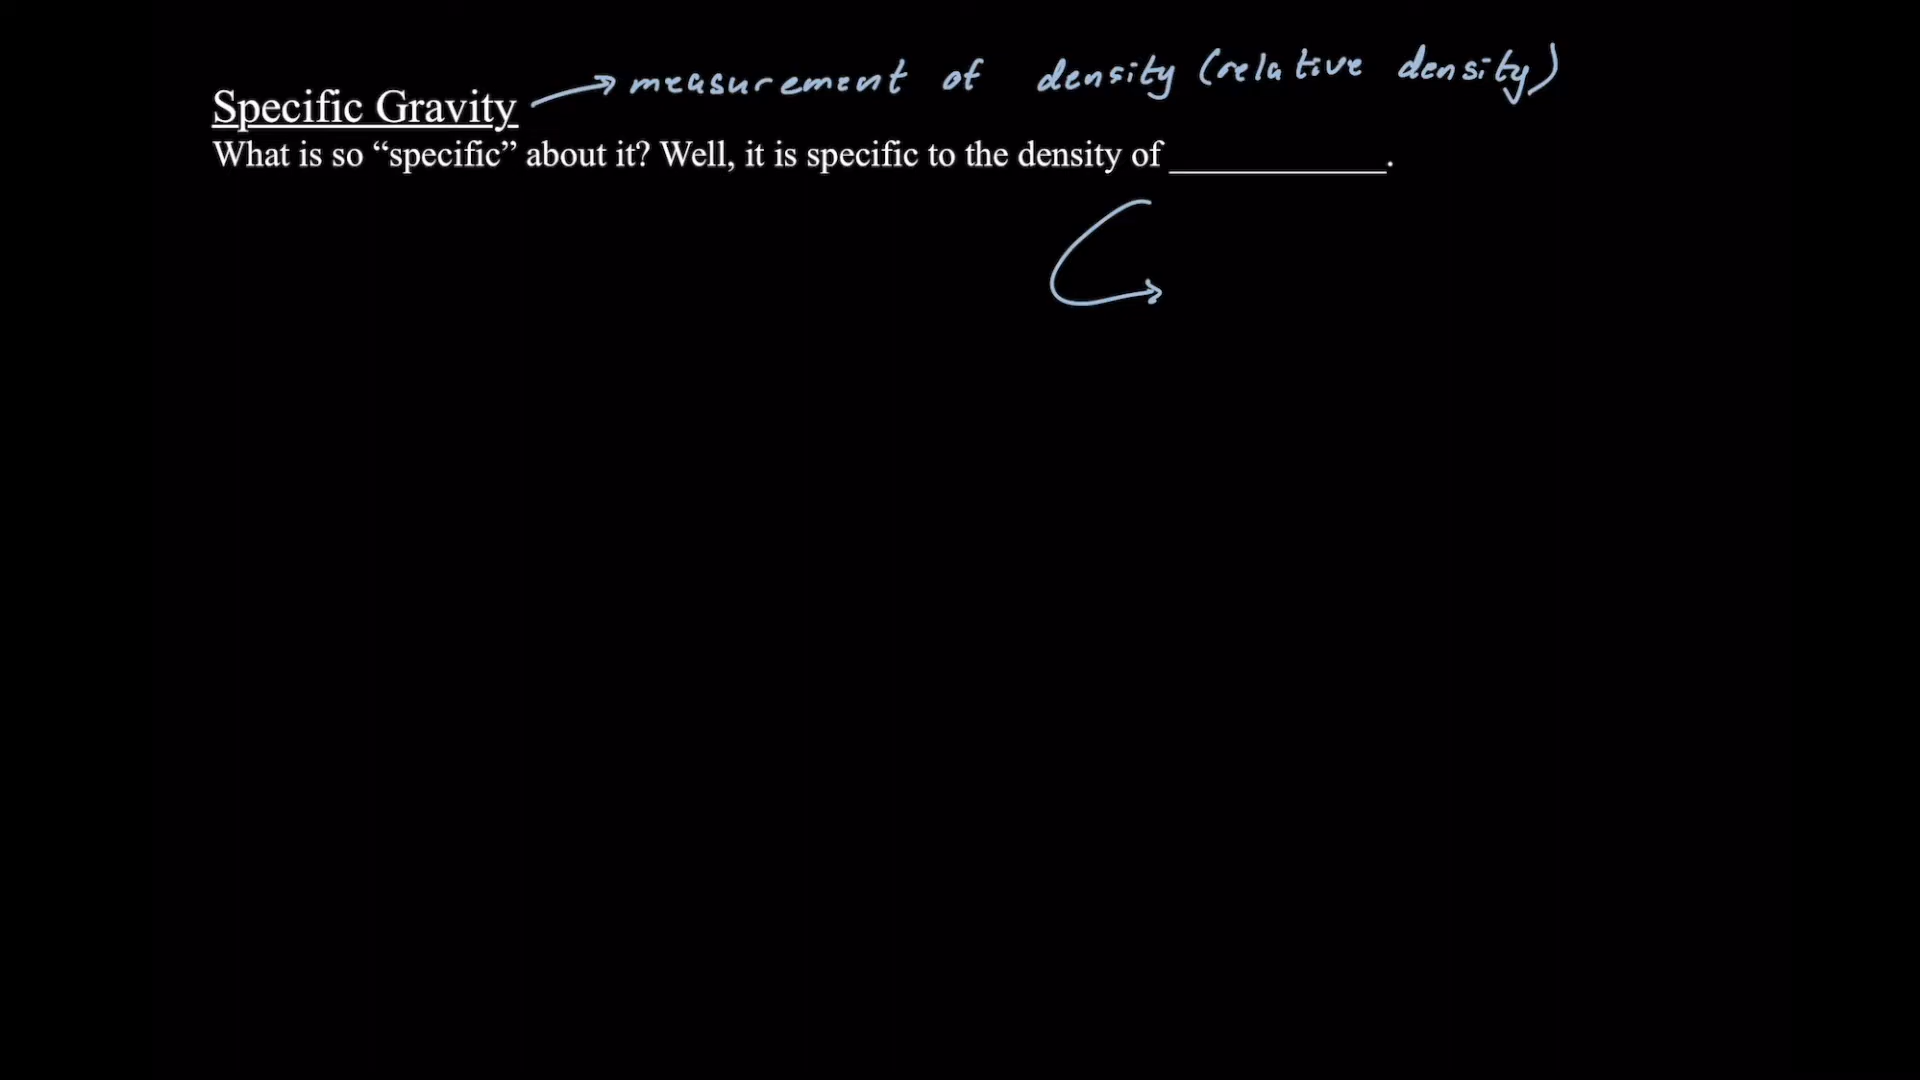 Specific Gravity → measurement of density (relative density)
What is so “specific” about it? Well, it is specific to the density of ____________.